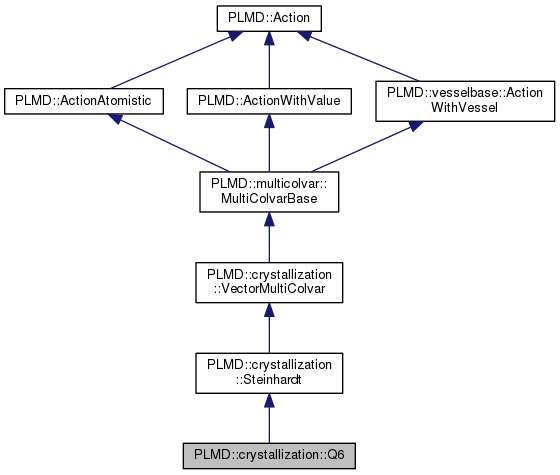 PLMD::Action
PLMD::ActionAtomistic
PLMD::ActionWithValue
PLMD::vesselbase::Action
WithVessel
PLMD::multicolvar::
MultiColvarBase
PLMD::crystallization
::VectorMultiColvar
PLMD::crystallization
::Steinhardt
PLMD::crystallization::Q6